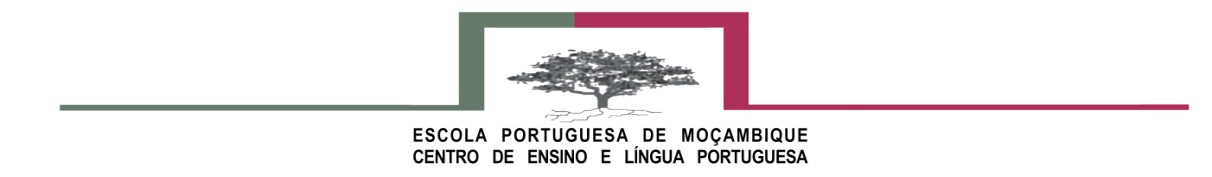 ESCOLA PORTUGUESA DE MOÇAMBIQUE
CENTRO DE ENSINO E LÍNGUA PORTUGUESA